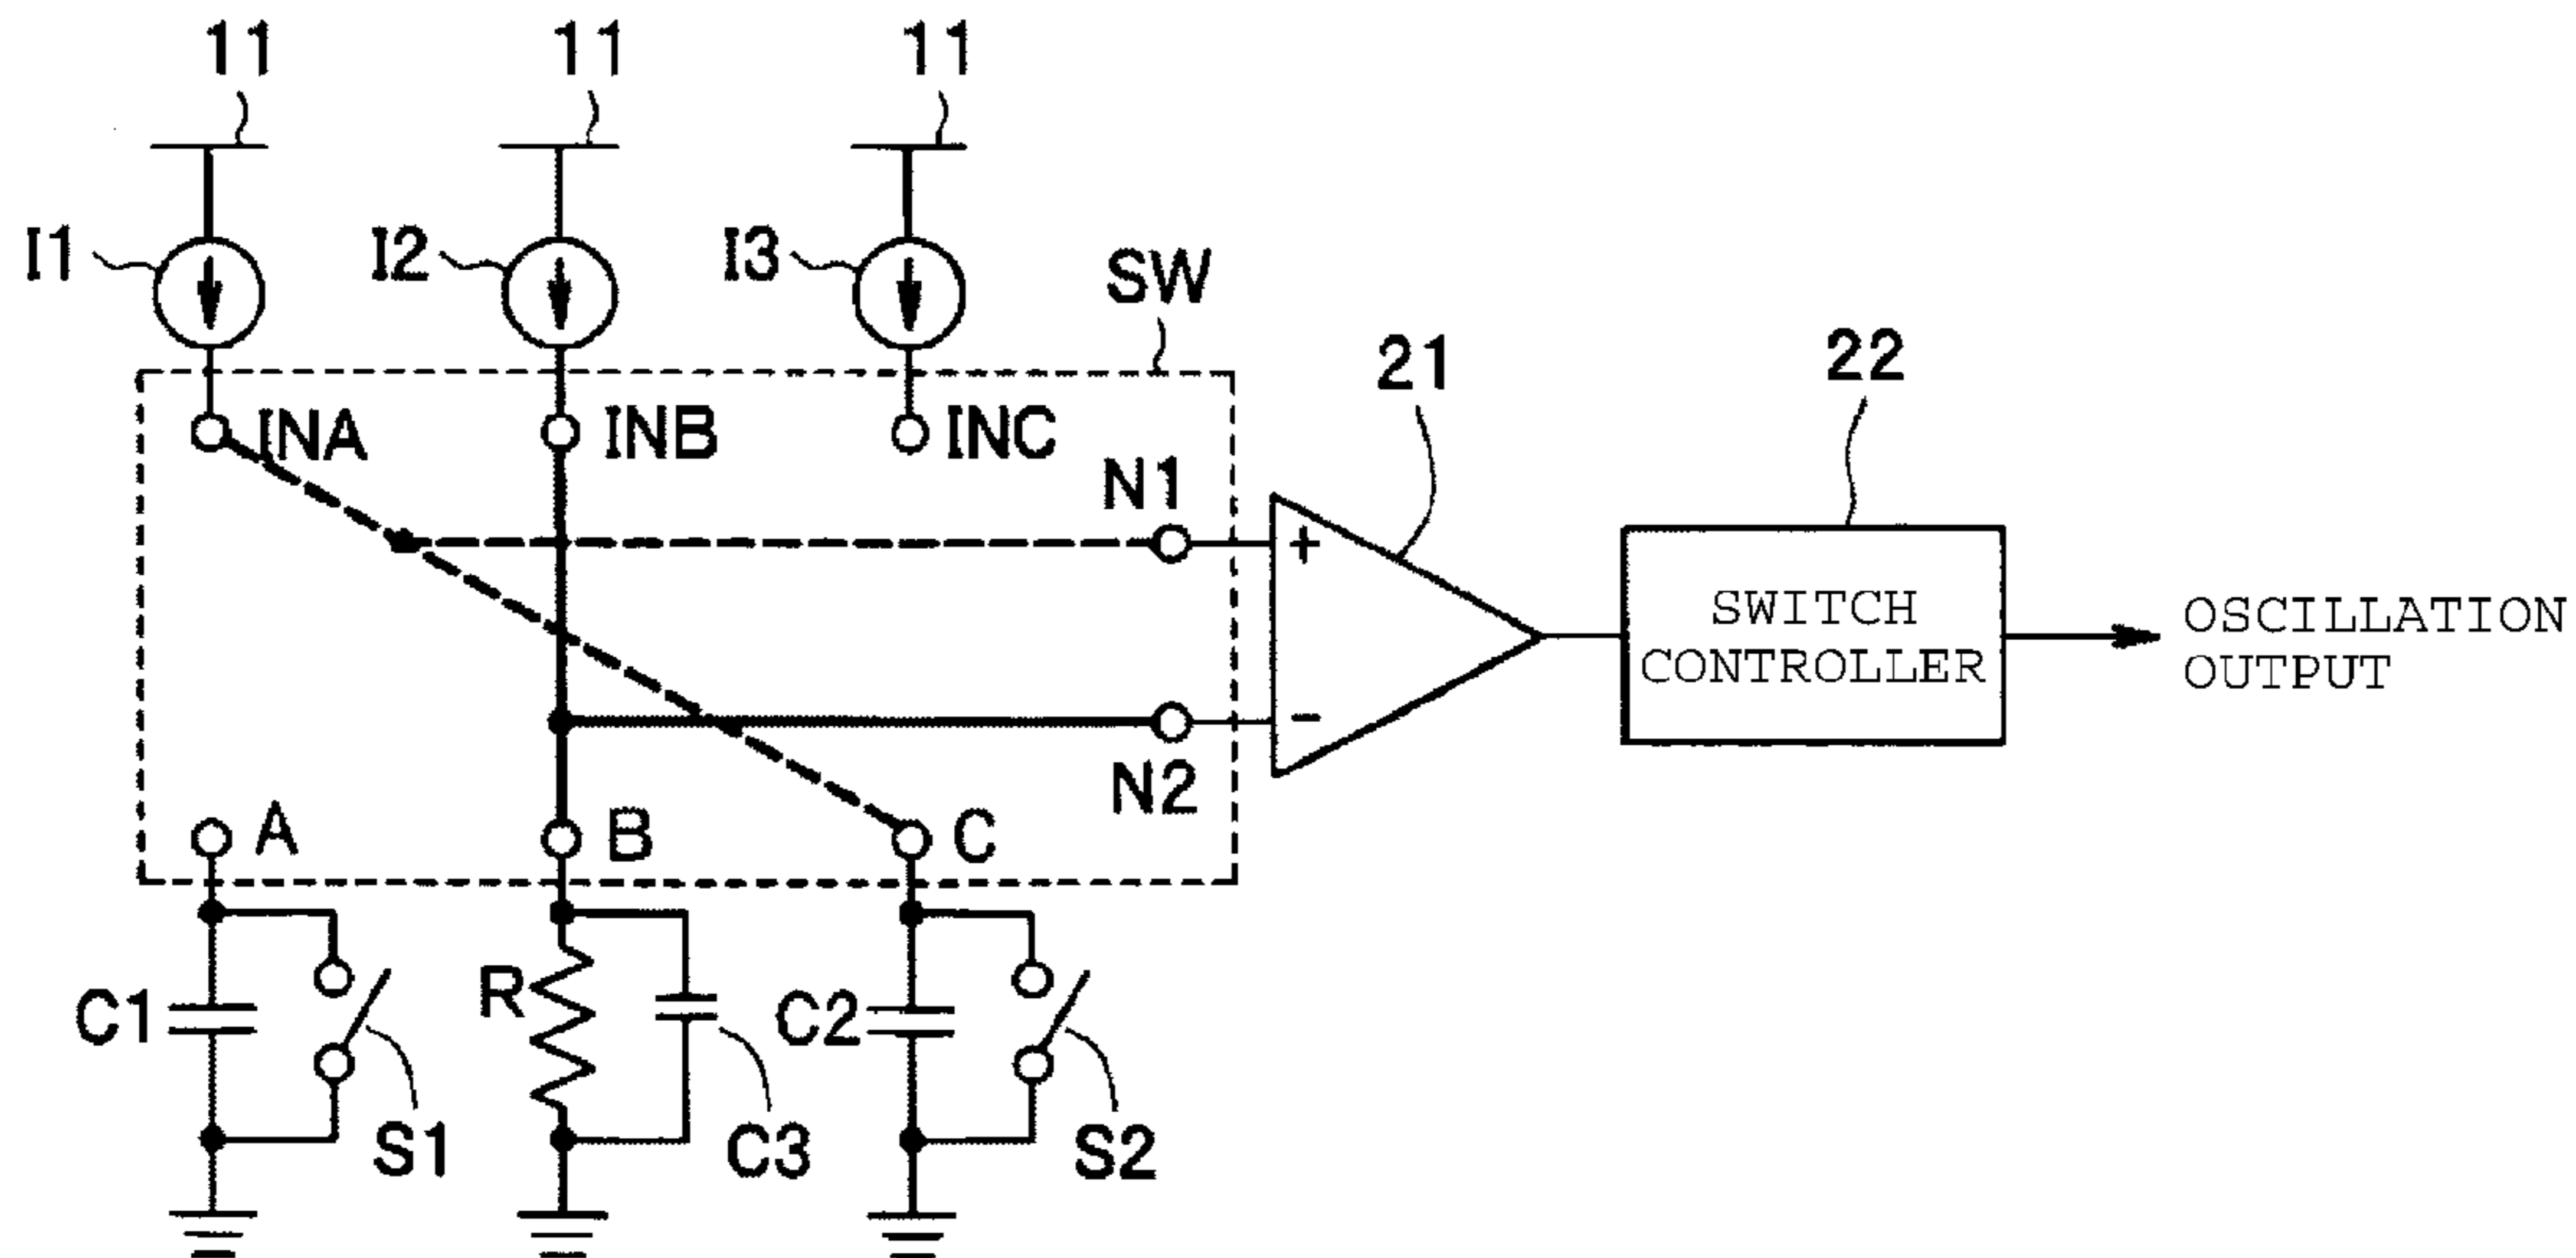 11 11 11
I1 I2 I3 SW
21 22
INA INB INC
N1
+
SWITCH
CONTROLLER
OSCILLATION
OUTPUT
-
N2
A B C
C1 R C2
S1 C3 S2